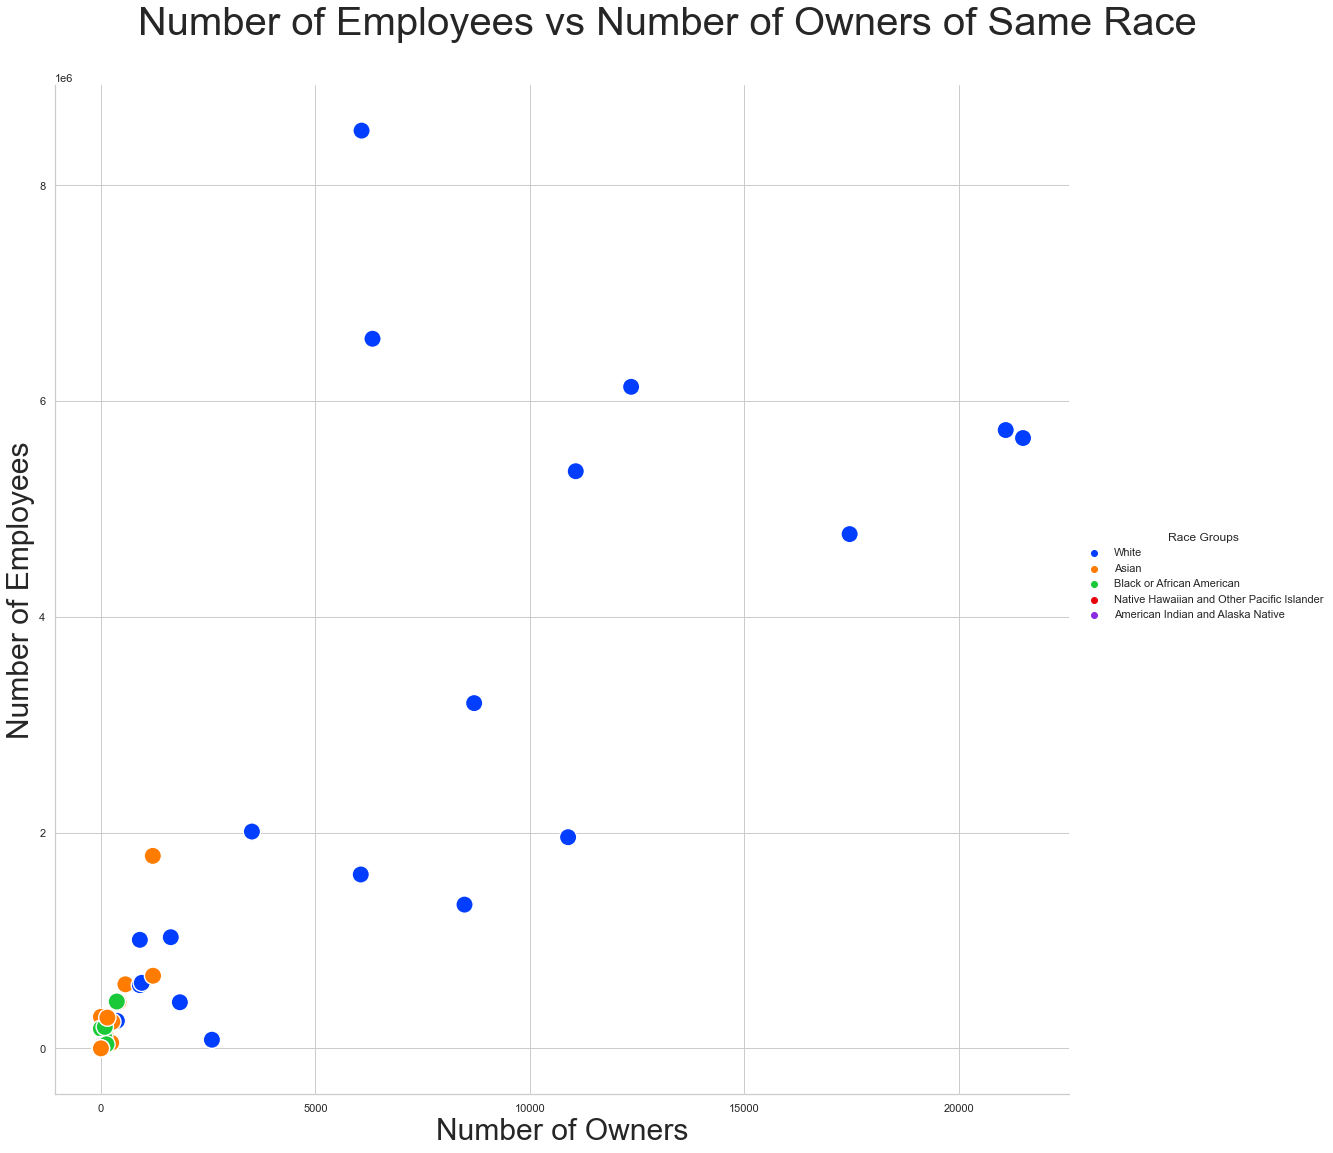 Number of Employees vs Number of Owners of Same Race
1e6
8
6
4
2
0
Number of Employees
0
5000
10000
15000
20000
Number of Owners
Race Groups
White
Asian
Black or African American
Native Hawaiian and Other Pacific Islander
American Indian and Alaska Native